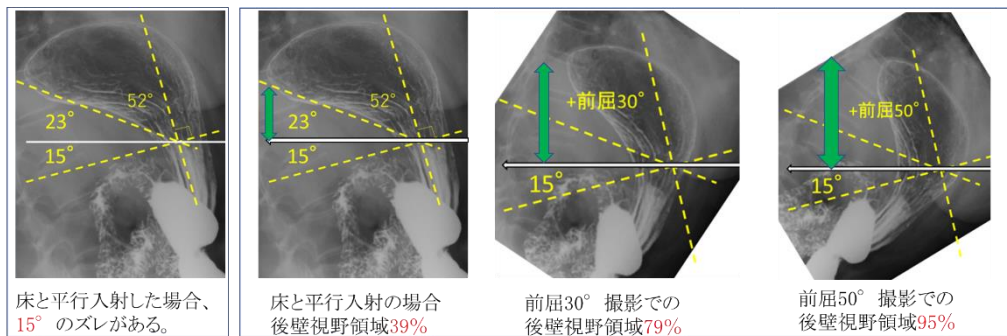 52°
23°
15°
床と平行入射した場合、
15° のズレがある。
52°
23°
15°
床と平行入射の場合
後壁視野領域39%
+前屈30°
15°
前屈30° 撮影での
後壁視野領域79%
+前屈50°
15°
前屈50° 撮影での
後壁視野領域95%